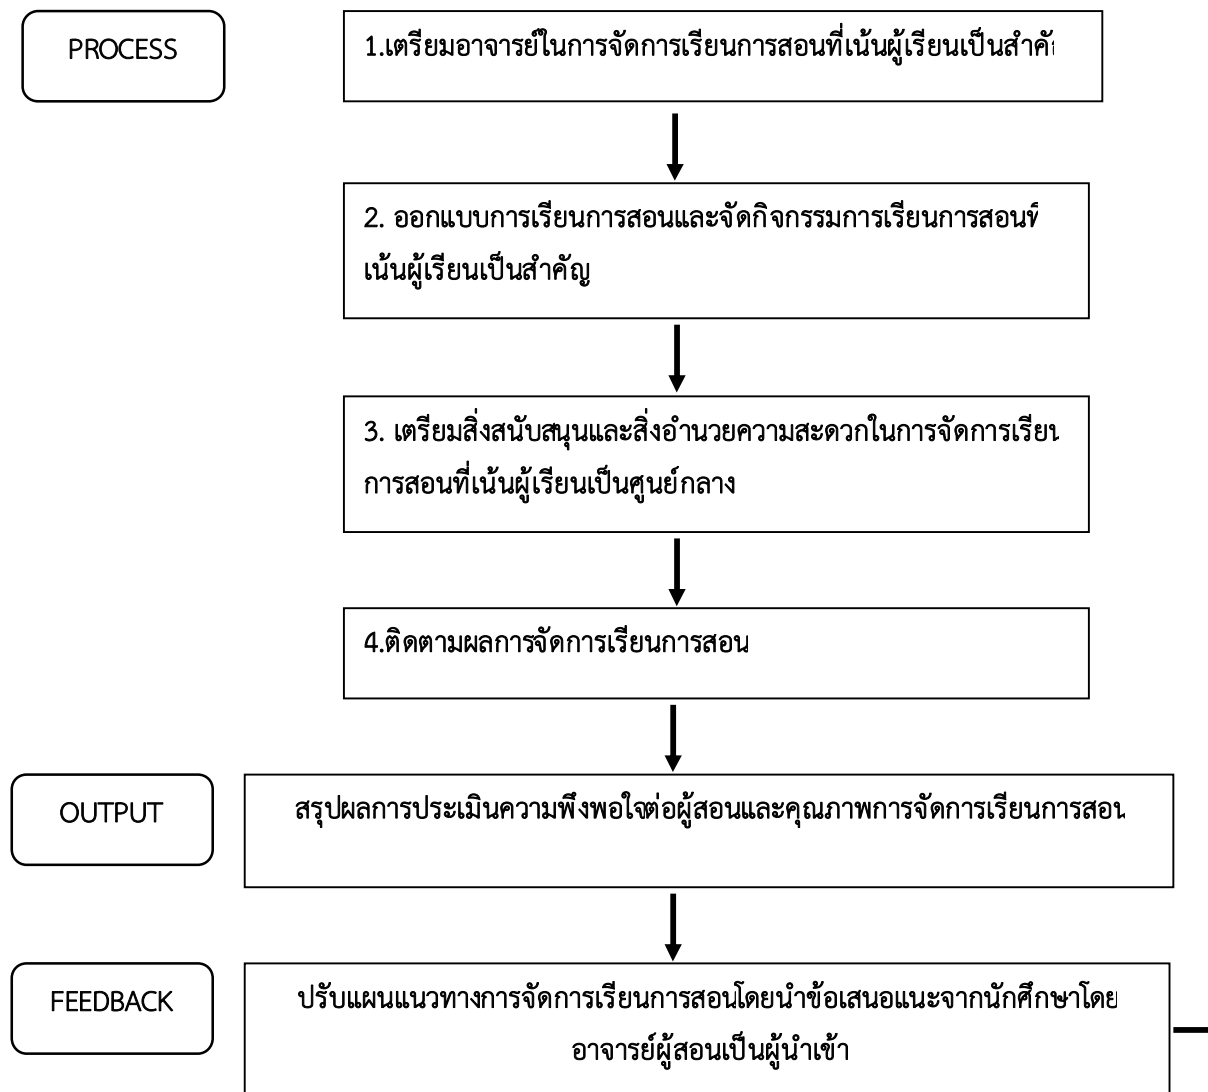 PROCESS
1.เตรียมอาจารย์ในการจัดการเรียนการสอนที่เน้นผู้เรียนเป็น
2. ออกแบบการเรียนการสอนและจัดกิจกรรมการเรียนการสอน
เน้นผู้เรียนเป็นสำคัญ
3. เตรียมสิ่งสนับสนุนและสิ่งอำนวยความสะดวกในการจัดการเรียน
การสอนที่เน้นผู้เรียนเป็นศูนย์กลาง
4.ติดตามผลการจัดการเรียนการสอน
OUTPUT
สรุปผลการประเมินความพึงพอใจต่อผู้สอนและคุณภาพการจัดการเรียนการสอน
FEEDBACK
ปรับแผนแนวทางการจัดการเรียนการสอนโดยนำข้อเสนอแนะจากนักศึกษาโดย
อาจารย์ผู้สอนเป็นผู้นำเข้า